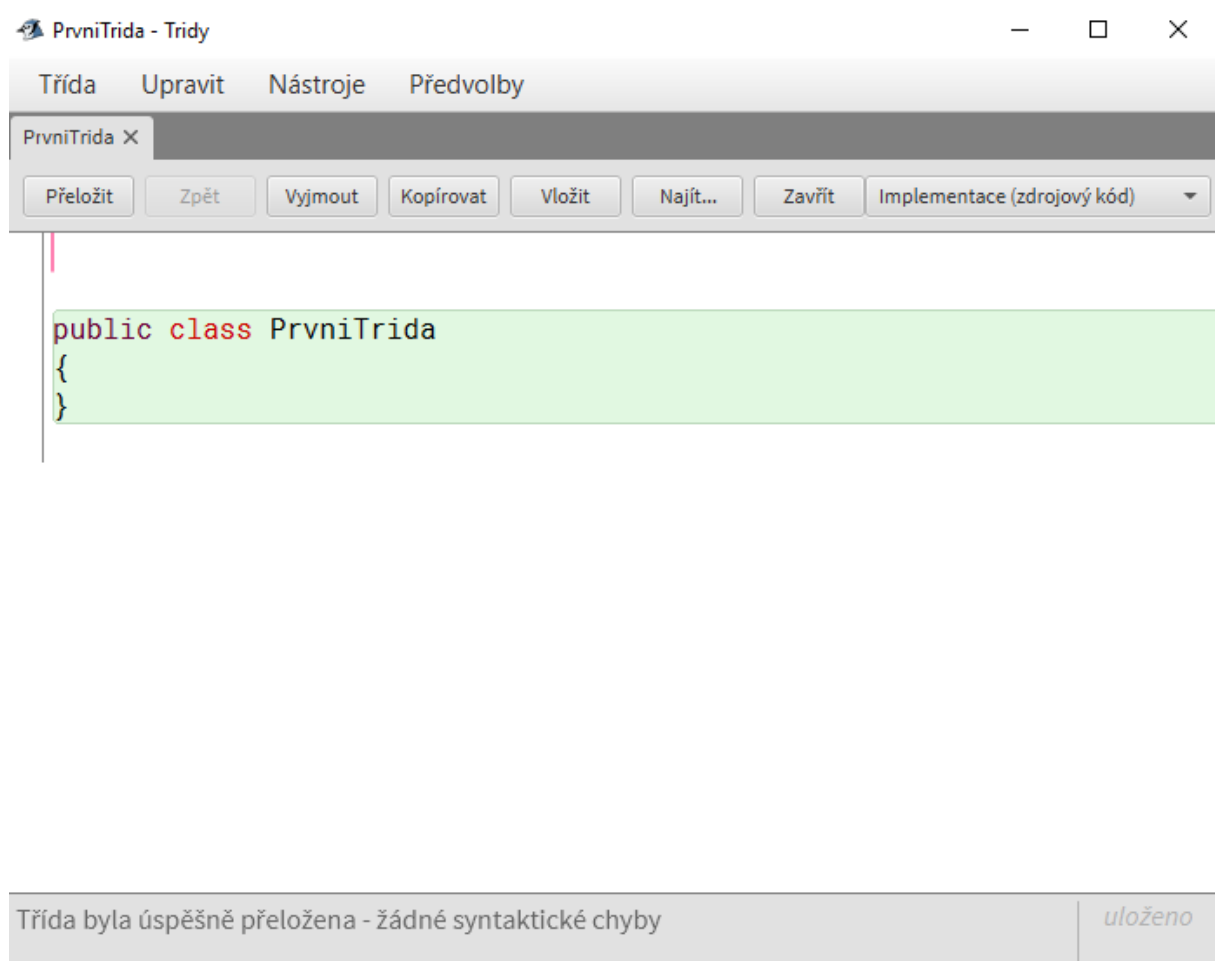 PrvniTrida - Tridy
Třída Upravit Nástroje Předvolby
PrvniTrida
Přeložit Zpět Vyjmout Kopírovat Vložit Najít... Zavřít Implementace (zdrojový kód)
public class PrvniTrida
{
}
Třída byla úspěšně přeložena - žádné syntaktické chyby uloženo